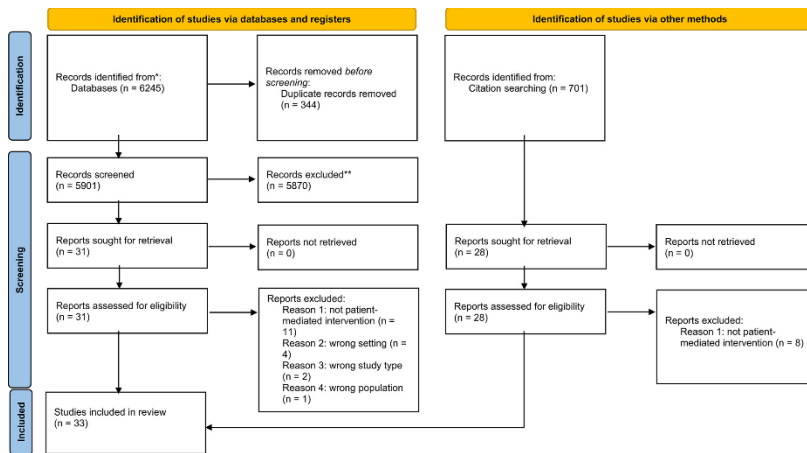 Identification of studies via databases and registers
Identification of studies via other methods
Identification
Records identified from*:
Databases (n = 6245)
Records removed before
screening:
Duplicate records removed
(n = 344)
Records identified from:
Citation searching (n = 701)
Screening
Records screened
(n = 5901)
Records excluded**
(n = 5870)
Reports sought for retrieval
(n = 31)
Reports not retrieved
(n = 0)
Reports sought for retrieval
(n = 28)
Reports not retrieved
(n = 0)
Reports assessed for eligibility
(n = 31)
Reports excluded:
Reason 1: not patient-
mediated intervention (n =
11)
Reason 2: wrong setting (n =
4)
Reason 3: wrong study type
(n = 2)
Reason 4: wrong population
(n = 1)
Reports assessed for eligibility
(n = 28)
Reports excluded:
Reason 1: not patient-
mediated intervention (n = 8)
Included
Studies included in review
(n = 33)